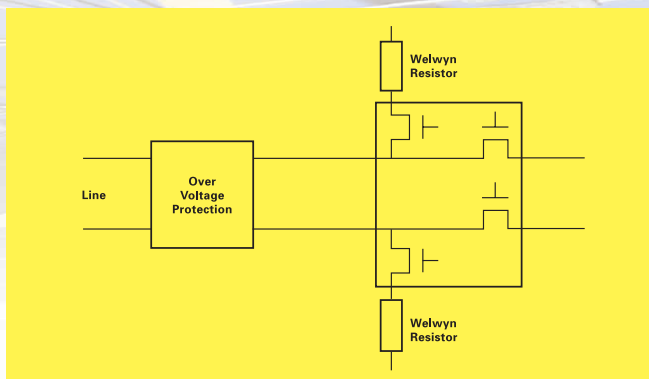 Welwyn
Resistor
Line
Over
Voltage
Protection
Welwyn
Resistor